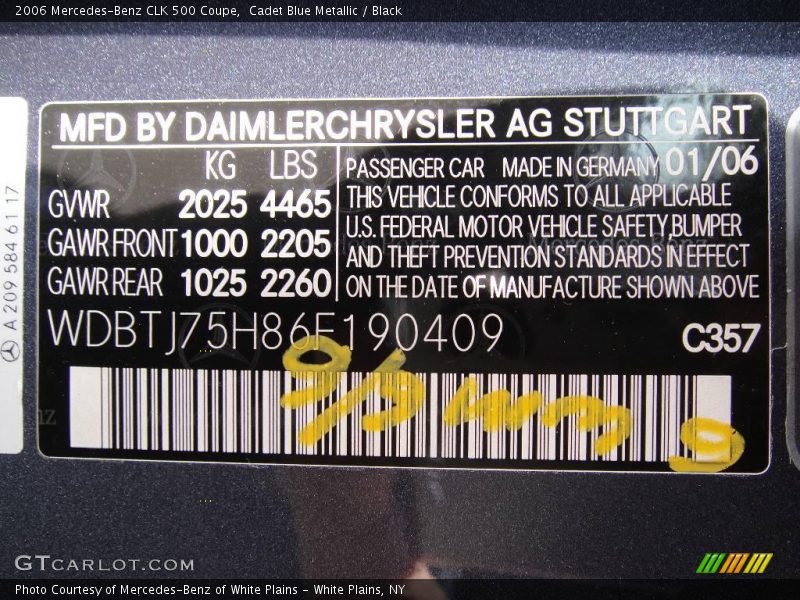 2006 Mercedes-Benz CLK 500 Coupe,  Cadet Blue Metallic / Black
MFD BY DAIMLERCHRYSLER AG STUTTGART
KG LBS
GVWR 2025 4465
GAWR FRONT 1000 2205
GAWR REAR 1025 2260
PASSENGER CAR MADE IN GERMANY 01/06
THIS VEHICLE CONFORMS TO ALL APPLICABLE
U.S. FEDERAL MOTOR VEHICLE SAFETY,BUMPER
AND THEFT PREVENTION STANDARDS IN EFFECT
ON THE DATE OF MANUFACTURE SHOWN ABOVE
WDBTJ75H86F190409
C357
A 209 584 61 17
GTCARLOT.COM
Photo Courtesy of Mercedes-Benz of White Plains - White Plains, NY